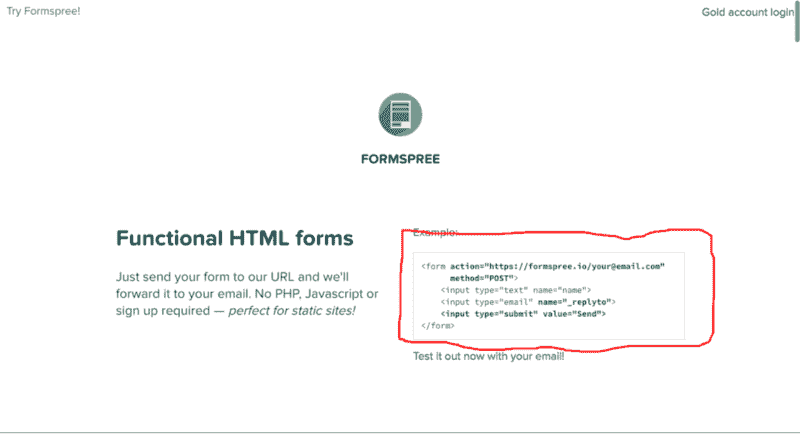 Try Formspree!
Gold account login
FORMSPREE
Functional HTML forms
Just send your form to our URL and we'll
forward it to your email. No PHP, Javascript or
sign up required — perfect for static sites!
Example:
<form action="https://formspree.io/your@email.com"
method="POST">
<input type="text" name="name">
<input type="email" name="_replyto">
<input type="submit" value="Send">
</form>
Test it out now with your email!